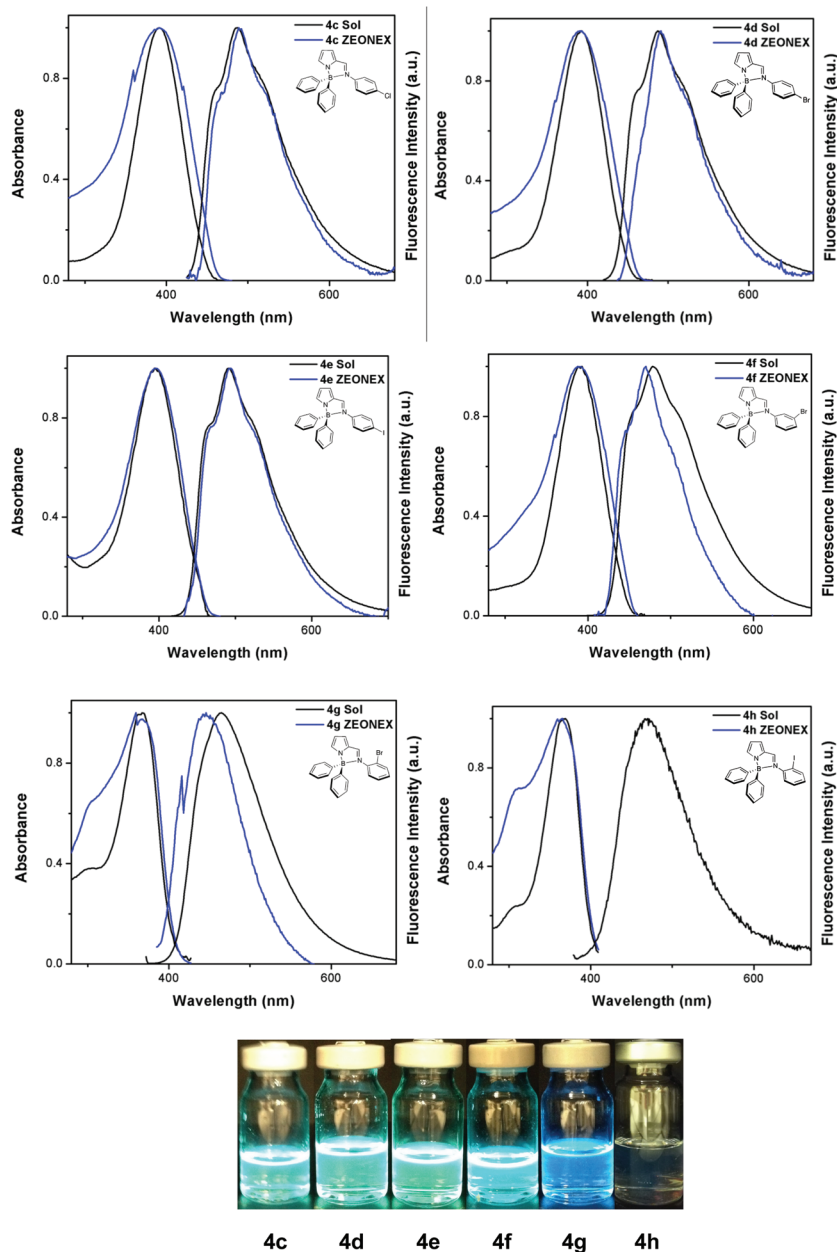 4c Sol
4c ZEONEX
N
B
N
Cl
0.8
0.4
0.0
Absorbance
Fluorescence Intensity (a.u.)
400
600
Wavelength (nm)
4d Sol
4d ZEONEX
N
B
N
Br
0.8
0.4
0.0
Absorbance
Fluorescence Intensity (a.u.)
400
600
Wavelength (nm)
4e Sol
4e ZEONEX
N
B
N
I
0.8
0.4
0.0
Absorbance
Fluorescence Intensity (a.u.)
400
600
Wavelength (nm)
4f Sol
4f ZEONEX
N
B
N
Br
0.8
0.4
0.0
Absorbance
Fluorescence Intensity (a.u.)
400
600
Wavelength (nm)
4g Sol
4g ZEONEX
Br
N
B
N
0.8
0.4
0.0
Absorbance
Fluorescence Intensity (a.u.)
400
600
Wavelength (nm)
4h Sol
4h ZEONEX
I
N
B
N
0.8
0.4
0.0
Absorbance
Fluorescence Intensity (a.u.)
400
600
Wavelength (nm)
4c 4d 4e 4f 4g 4h